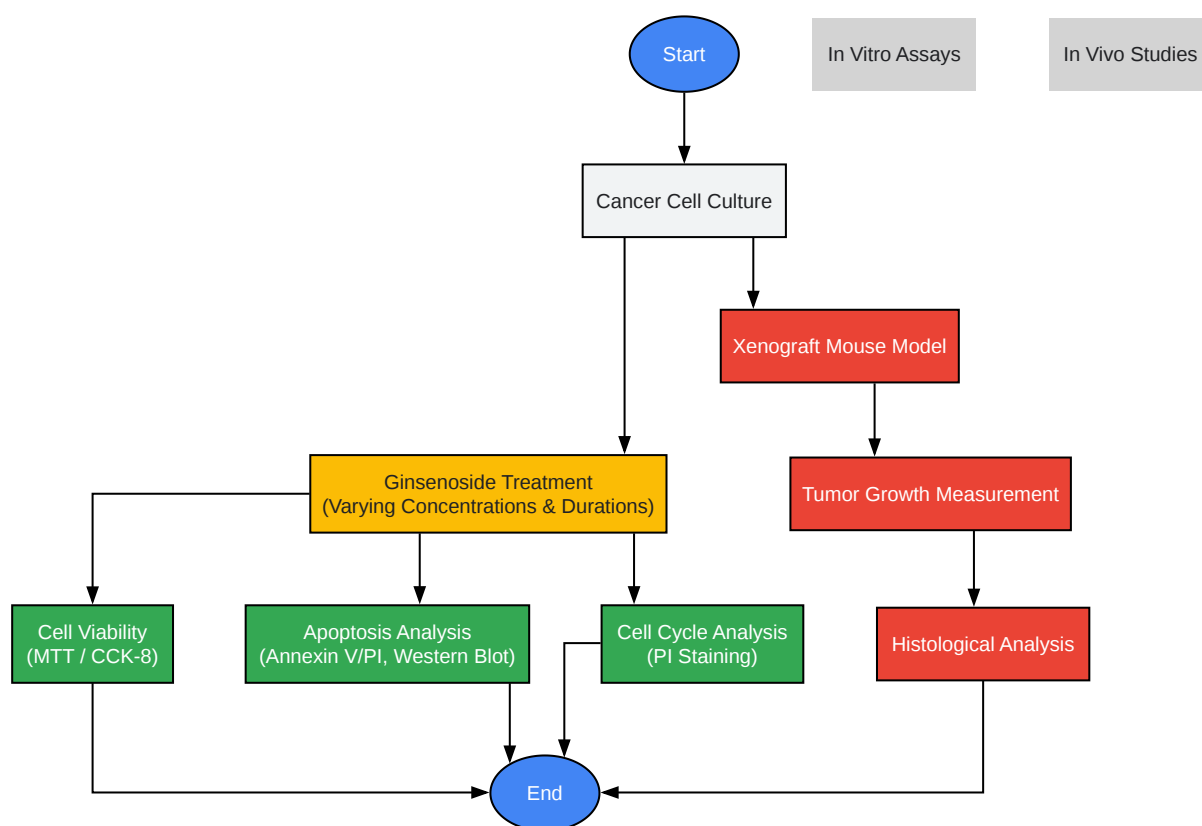 Start
In Vitro Assays
In Vivo Studies
Cancer Cell Culture
Xenograft Mouse Model
Ginsenoside Treatment
(Varying Concentrations & Durations)
Tumor Growth Measurement
Cell Viability
(MTT / CCK-8)
Apoptosis Analysis
(Annexin V/PI, Western Blot)
Cell Cycle Analysis
(PI Staining)
Histological Analysis
End